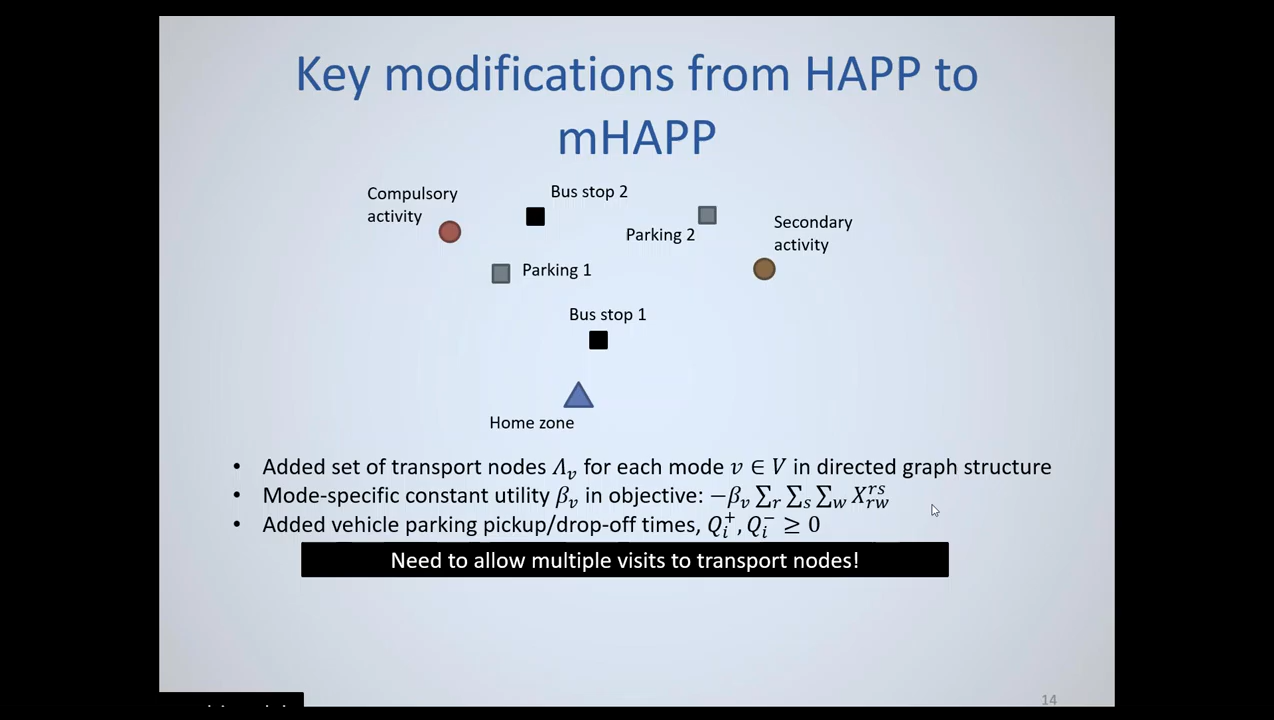 Key modifications from HAPP to
mHAPP
Compulsory
activity
Bus stop 2
Parking 2
Secondary
activity
Parking 1
Bus stop 1
Home zone
• Added set of transport nodes Λ_v for each mode v ∈ V in directed graph structure
• Mode-specific constant utility β_v in objective: −β_v ∑_r ∑_s ∑_w X_{rw}^{rs}
• Added vehicle parking pickup/drop-off times, Q_i^+, Q_i^- ≥ 0
Need to allow multiple visits to transport nodes!
14